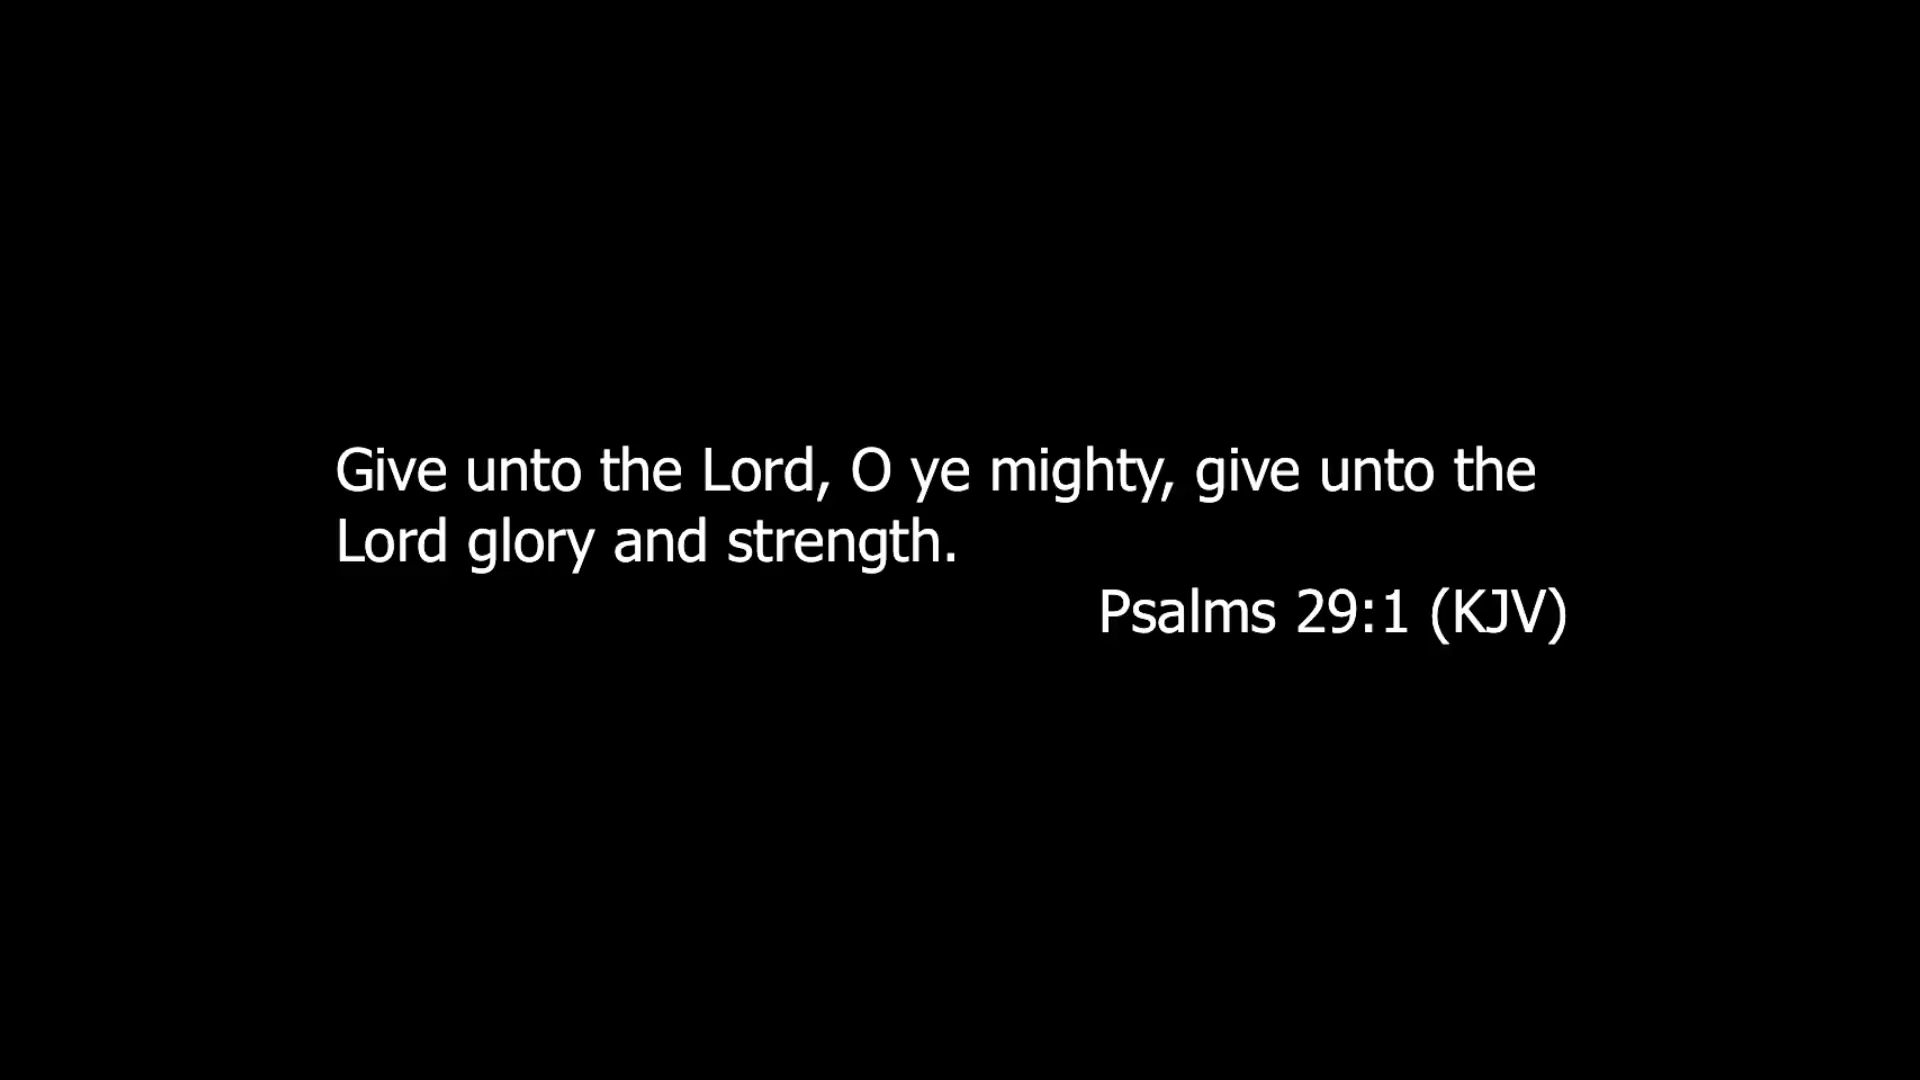 Give unto the Lord, O ye mighty, give unto the
Lord glory and strength.
Psalms 29:1 (KJV)